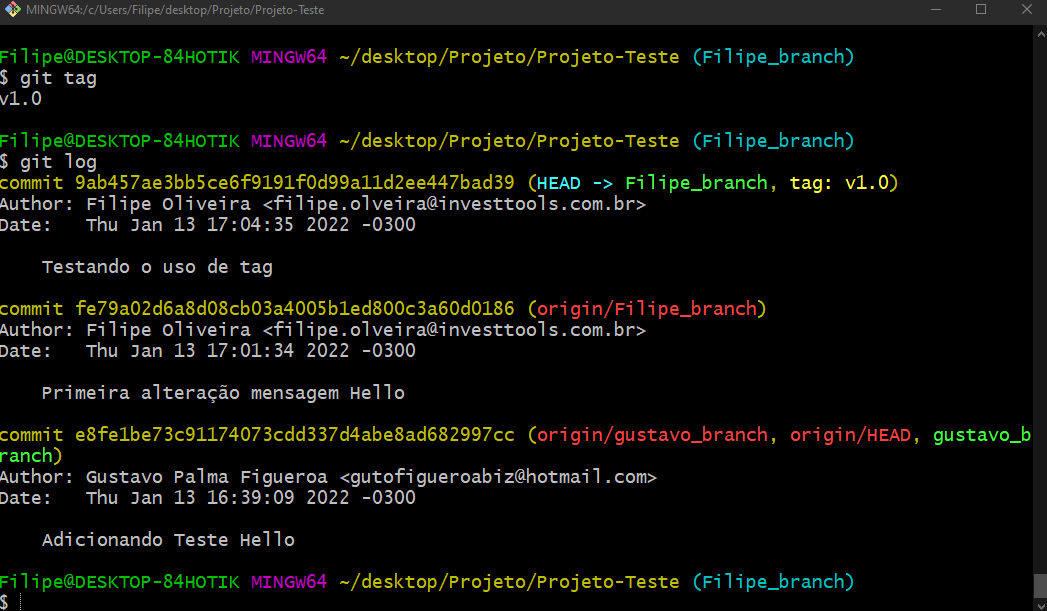 MINGW64:/c/Users/Filipe/desktop/Projeto/Projeto-Teste
Filipe@DESKTOP-84HOTIK MINGW64 ~/desktop/Projeto/Projeto-Teste (Filipe_branch)
$ git tag
v1.0
Filipe@DESKTOP-84HOTIK MINGW64 ~/desktop/Projeto/Projeto-Teste (Filipe_branch)
$ git log
commit 9ab457ae3bb5ce6f9191f0d99a11d2ee447bad39 (HEAD -> Filipe_branch, tag: v1.0)
Author: Filipe Oliveira <filipe.olveira@investtools.com.br>
Date:   Thu Jan 13 17:04:35 2022 -0300
    Testando o uso de tag
commit fe79a02d6a8d08cb03a4005b1ed800c3a60d0186 (origin/Filipe_branch)
Author: Filipe Oliveira <filipe.olveira@investtools.com.br>
Date:   Thu Jan 13 17:01:34 2022 -0300
    Primeira alteração mensagem Hello
commit e8fe1be73c91174073cdd337d4abe8ad682997cc (origin/gustavo_branch, origin/HEAD, gustavo_b
ranch)
Author: Gustavo Palma Figueroa <gutofigueroabiz@hotmail.com>
Date:   Thu Jan 13 16:39:09 2022 -0300
    Adicionando Teste Hello
Filipe@DESKTOP-84HOTIK MINGW64 ~/desktop/Projeto/Projeto-Teste (Filipe_branch)
$